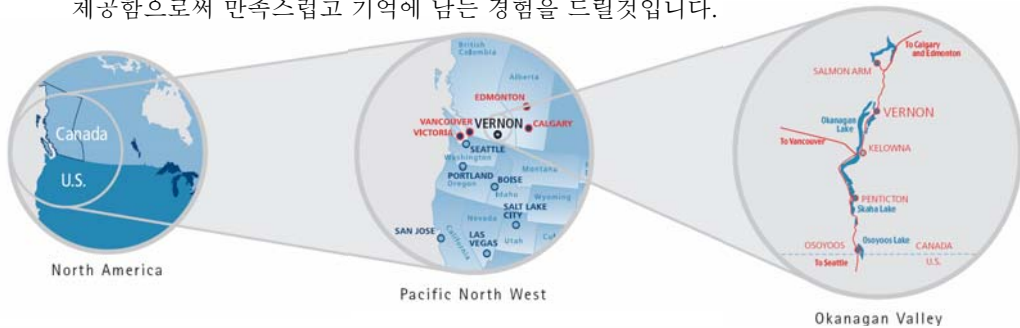 제공함으로써 만족스럽고 기억에 남는 경험을 드릴것입니다.
Canada
U.S.
North America
British
Columbia
Alberta
EDMONTON
VANCOUVER
VERNON
CALGARY
VICTORIA
SEATTLE
Washington
PORTLAND
Oregon
BOISE
Idaho
Montana
Wyoming
SALT LAKE
CITY
Nevada
SAN JOSE
California
LAS
VEGAS
Utah
Pacific North West
To Calgary
and Edmonton
SALMON ARM
VERNON
Okanagan
Lake
To Vancouver
KELOWNA
PENTICTON
Skaha Lake
OSOYOOS
Osoyoos Lake
CANADA
U.S.
To Seattle
Okanagan Valley